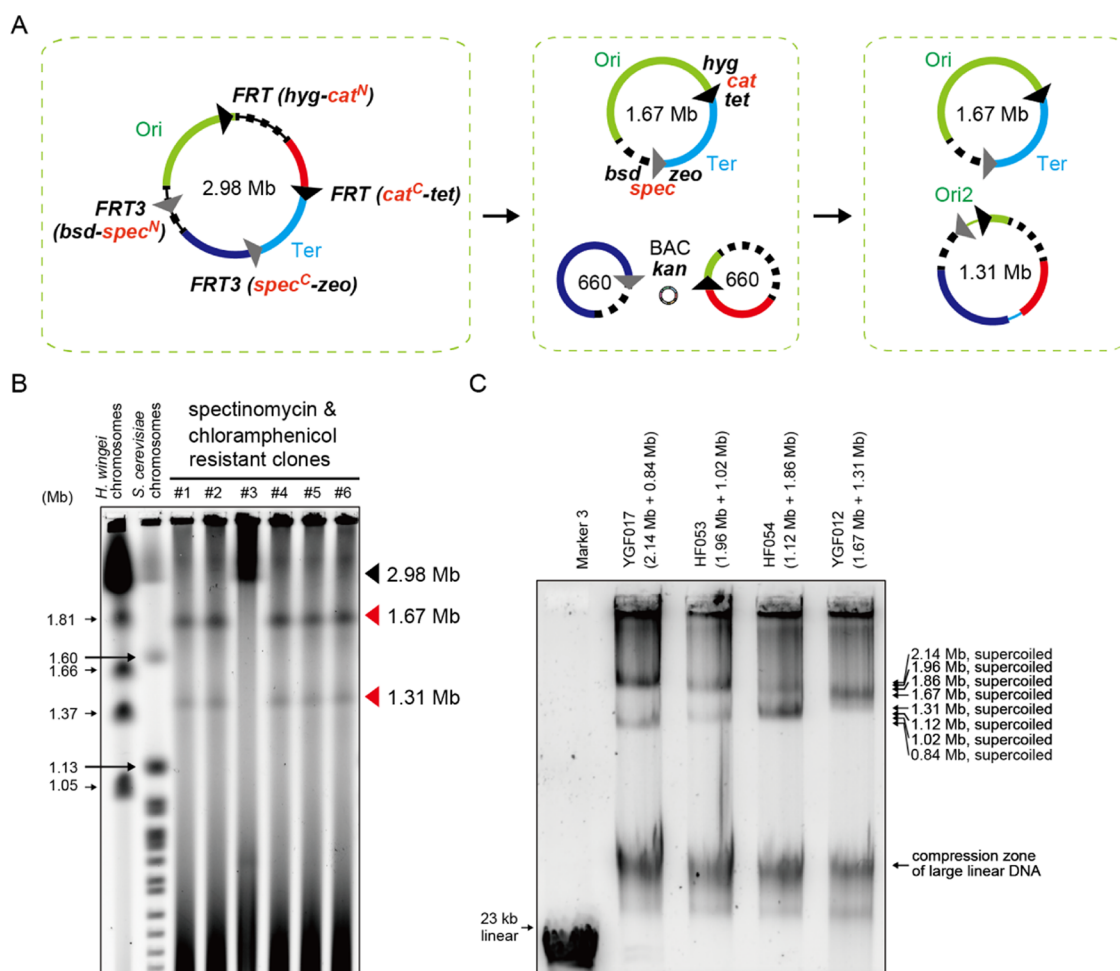 A
Ori
FRT (hyg-catN)
2.98 Mb
FRT (catC-tet)
FRT3
(bsd-specN)
Ter
FRT3 (specC-zeo)
Ori
hyg
cat
tet
1.67 Mb
Ter
bsd
zeo
spec
BAC
kan
660
660
Ori
1.67 Mb
Ter
Ori2
1.31 Mb
B
H. wingei
chromosomes
S. cerevisiae
chromosomes
spectinomycin &
chloramphenicol
resistant clones
(Mb)
#1 #2 #3 #4 #5 #6
2.98 Mb
1.81
1.67 Mb
1.60
1.66
1.31 Mb
1.37
1.13
1.05
C
Marker 3
YGF017
(2.14 Mb + 0.84 Mb)
HF053
(1.96 Mb + 1.02 Mb)
HF054
(1.12 Mb + 1.86 Mb)
YGF012
(1.67 Mb + 1.31 Mb)
2.14 Mb, supercoiled
1.96 Mb, supercoiled
1.86 Mb, supercoiled
1.67 Mb, supercoiled
1.31 Mb, supercoiled
1.12 Mb, supercoiled
1.02 Mb, supercoiled
0.84 Mb, supercoiled
compression zone
of large linear DNA
23 kb
linear